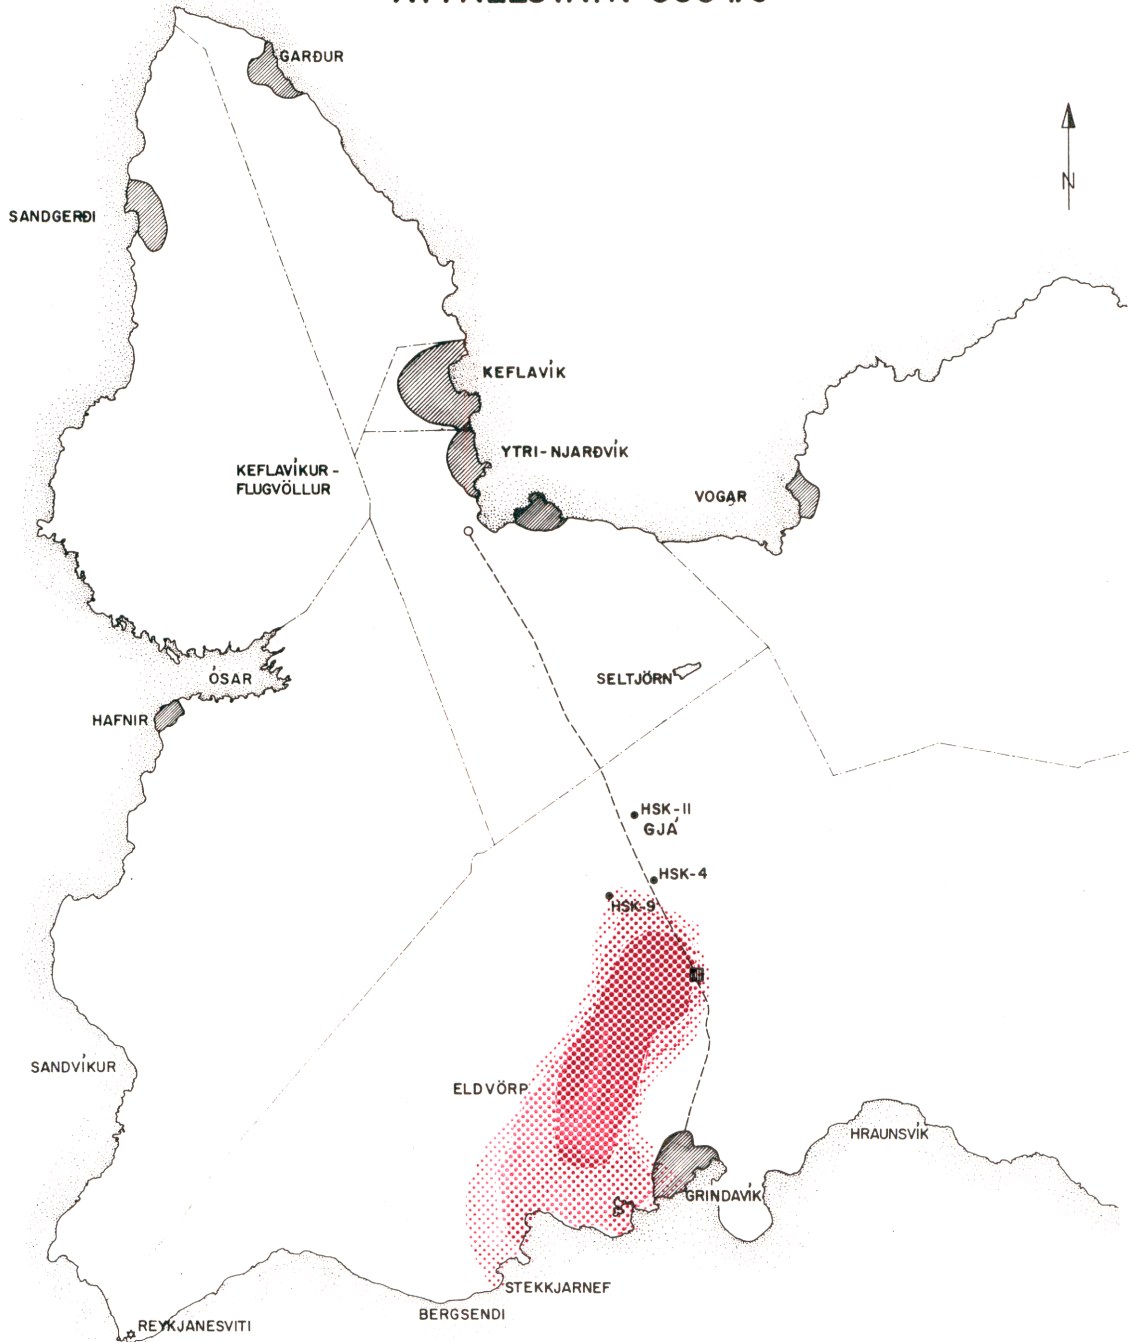 GARÐUR
N
SANDGERÐI
KEFLAVÍK
YTRI-NJARÐVÍK
KEFLAVÍKUR-
FLUGVÖLLUR
VOGAR
SELTJÖRN
ÓSAR
HAFNIR
HSK-11
GJÁ
HSK-4
HSK-9
SANDVÍKUR
ELDVÖRP
HRAUNSVÍK
GRINDAVÍK
STEKKJARNEF
BERGSENDI
REYKJANESVITI